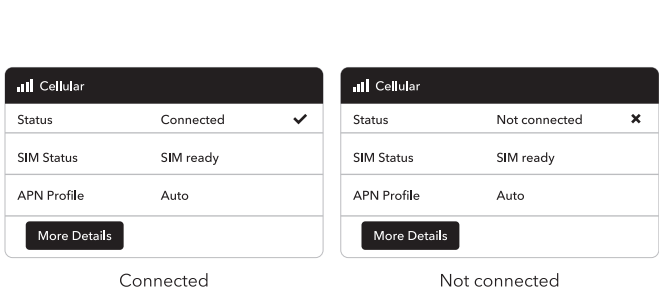 Cellular
Status Connected
SIM Status SIM ready
APN Profile Auto
More Details
Connected
Cellular
Status Not connected
SIM Status SIM ready
APN Profile Auto
More Details
Not connected